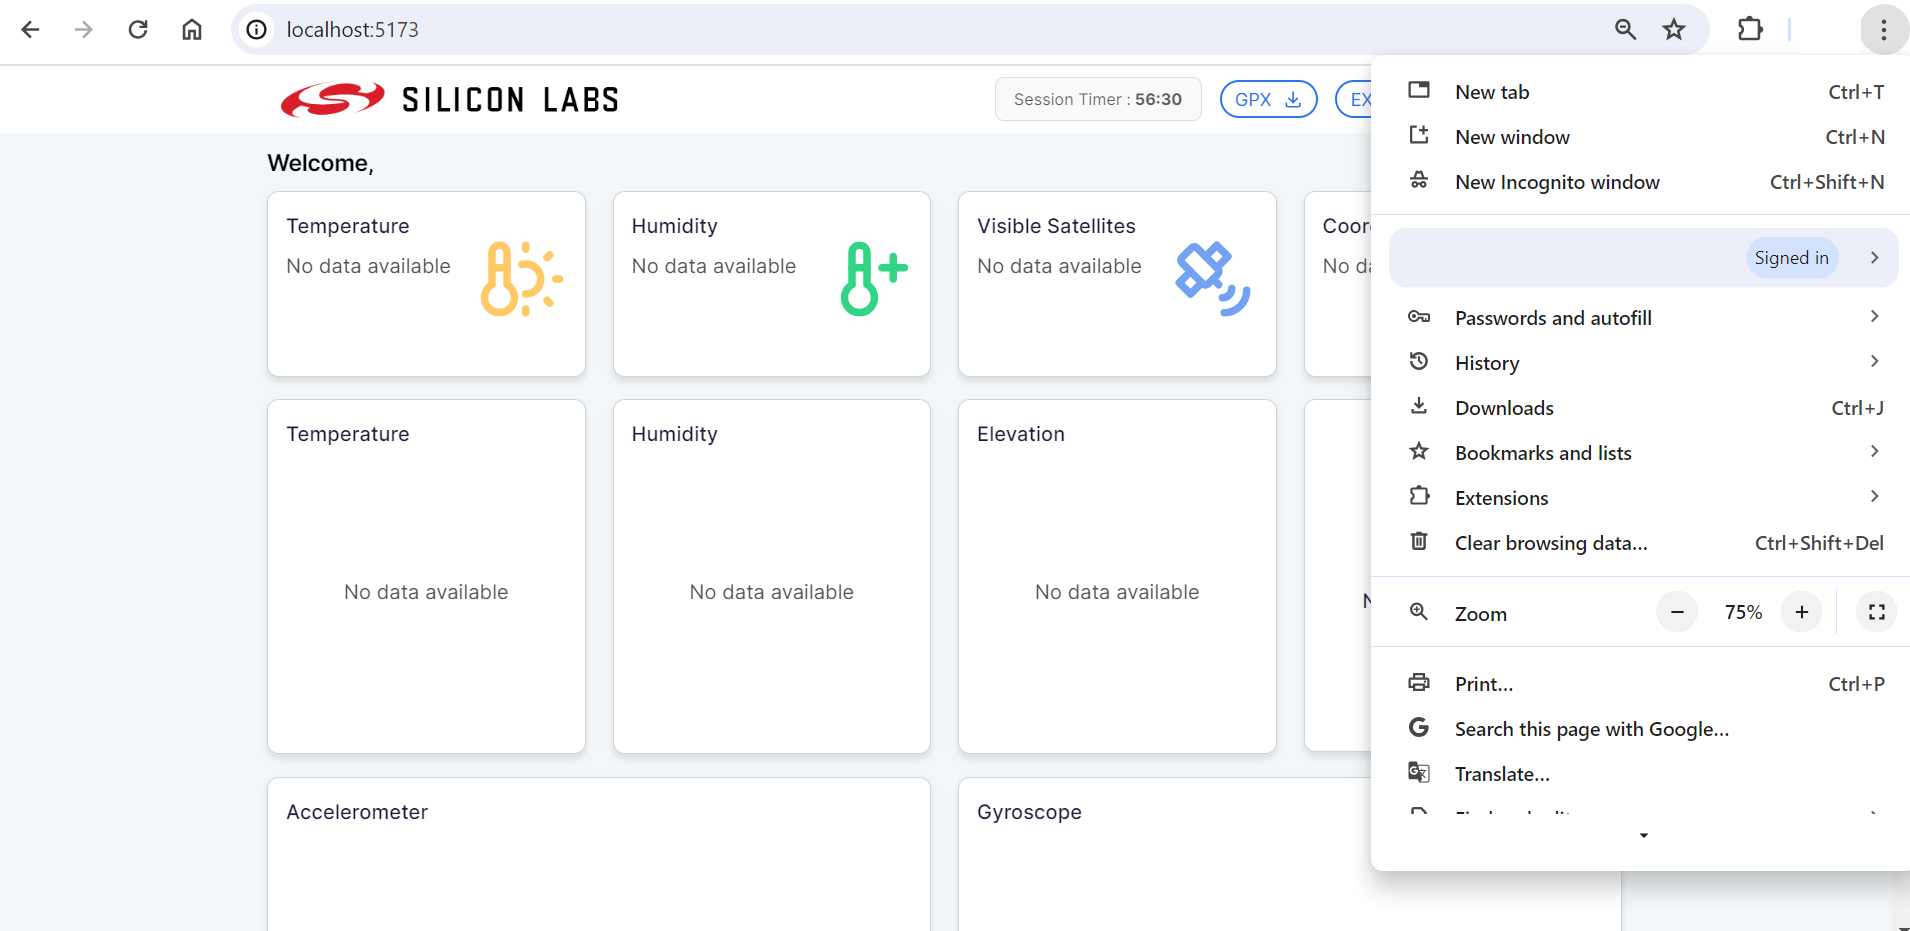 localhost:5173
SILICON LABS
Session Timer : 56:30
GPX
EX
Welcome,
Temperature
No data available
Humidity
No data available
Visible Satellites
No data available
Temperature
Humidity
Elevation
No data available
No data available
No data available
Accelerometer
Gyroscope
New tab Ctrl+T
New window Ctrl+N
New Incognito window Ctrl+Shift+N
Signed in
Passwords and autofill
History
Downloads Ctrl+J
Bookmarks and lists
Extensions
Clear browsing data... Ctrl+Shift+Del
Zoom − 75% +
Print... Ctrl+P
Search this page with Google...
Translate...